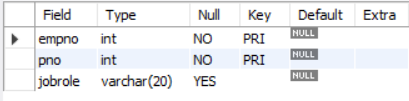 Field Type Null Key Default Extra
empno int NO PRI NULL
pno int NO PRI NULL
jobrole varchar(20) YES NULL